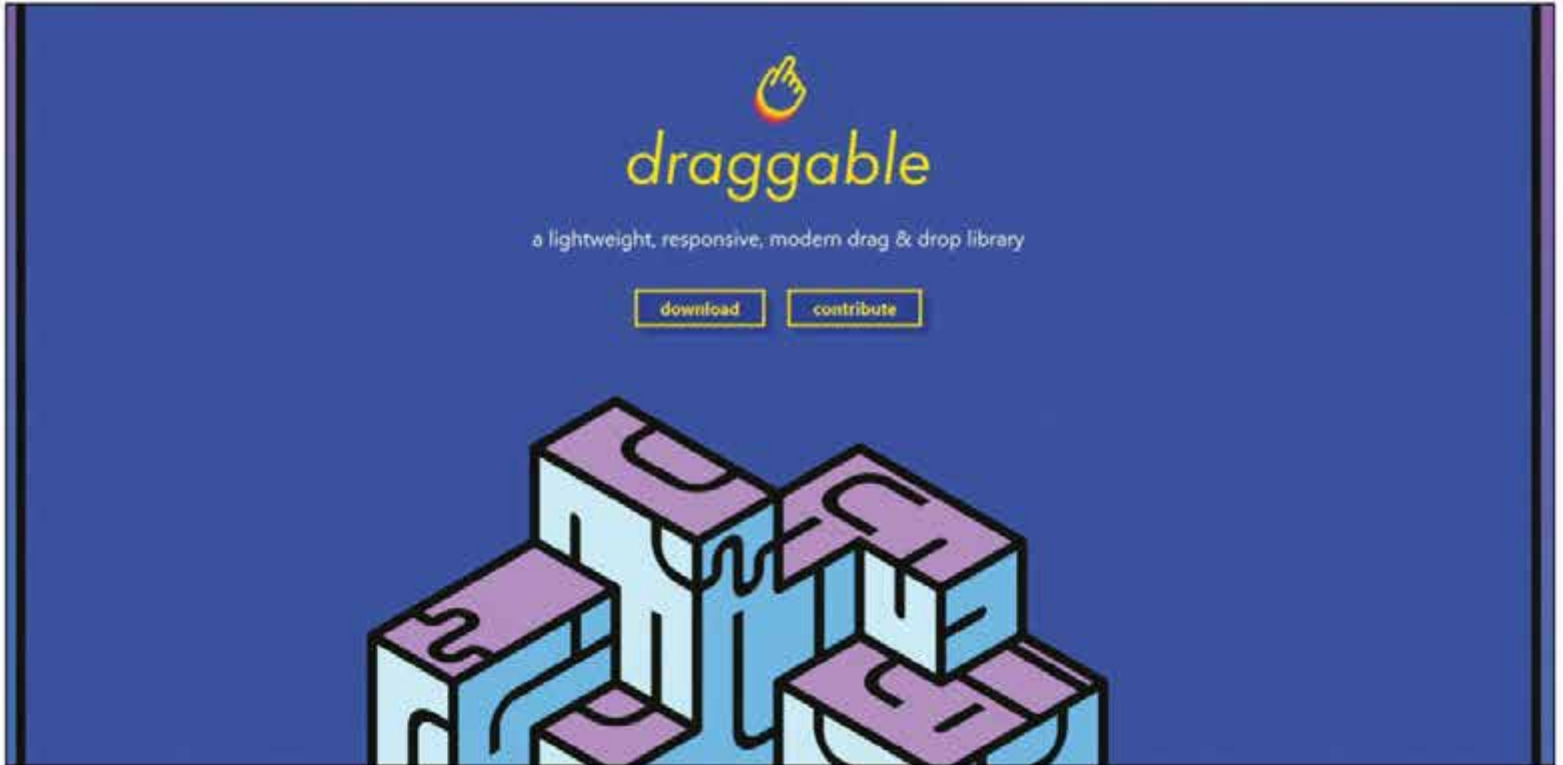 draggable
a lightweight, responsive, modern drag & drop library
download contribute